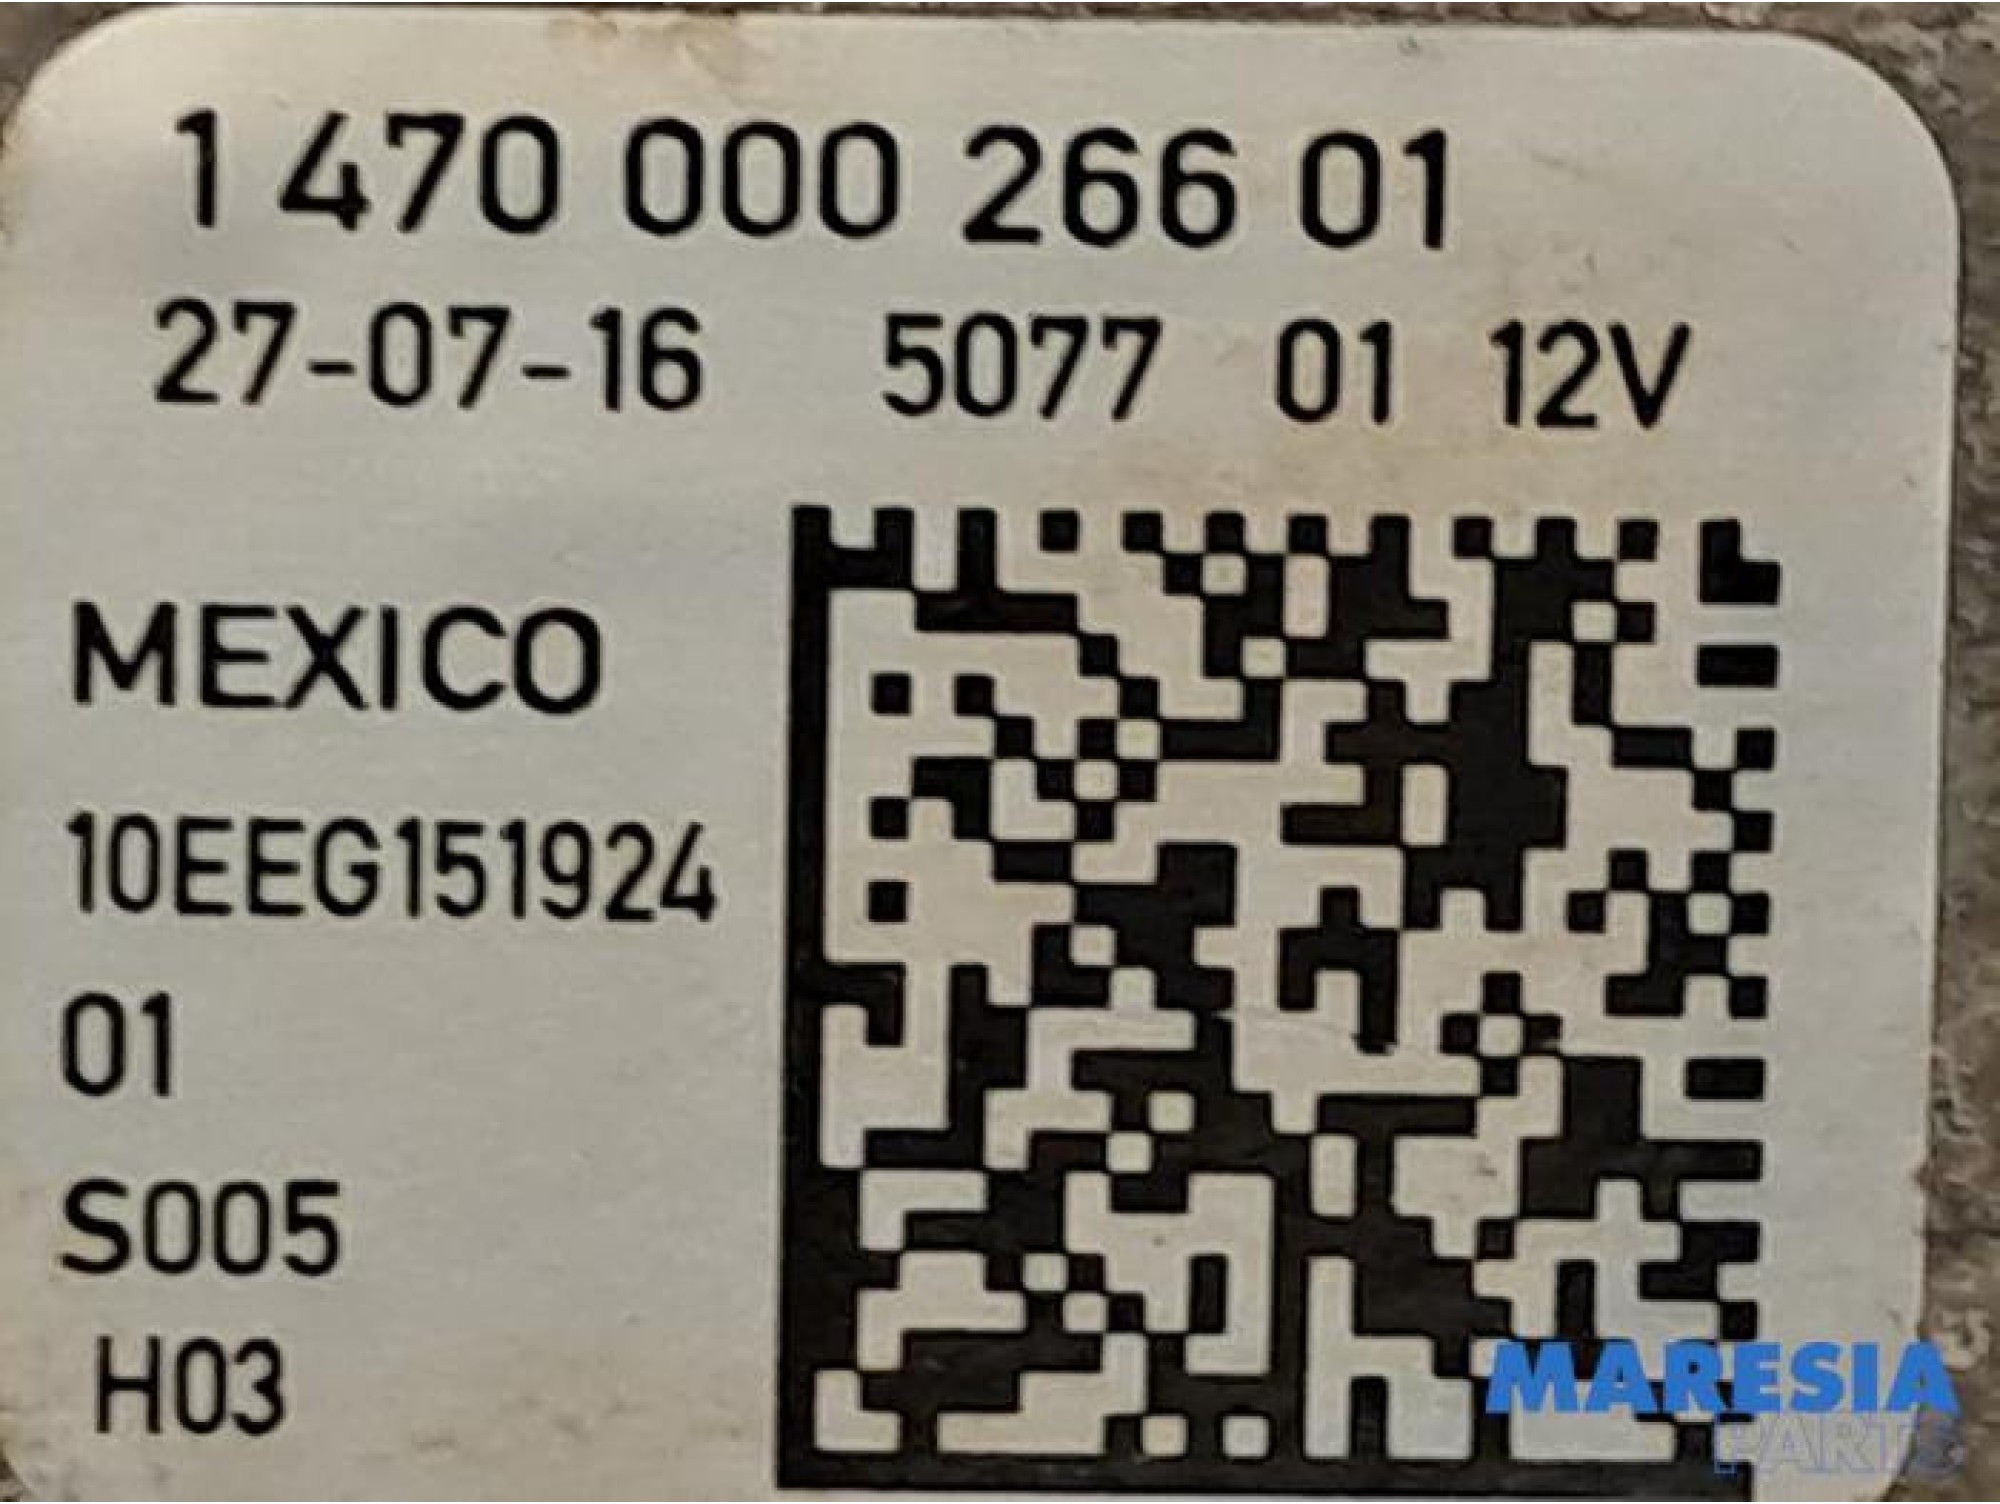 1 470 000 266 01
27-07-16 5077 01 12V
MEXICO
10EEG151924
01
S005
H03
MARESIA
PARTS